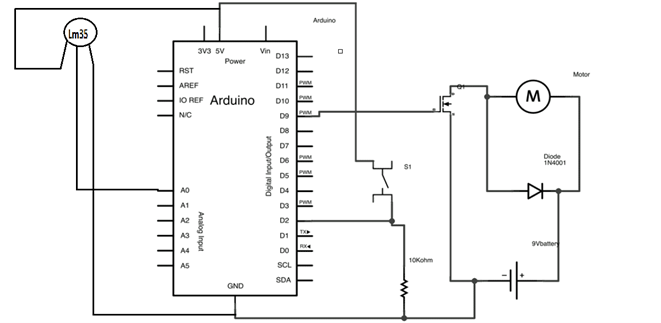 Arduino
Lm35
3V3 5V Vin
Power
D13
RST
D12
AREF
D11 PWM
IO REF
Arduino
D10 PWM
N/C
D9 PWM
D8
D7
D6 PWM
D5 PWM
D4
D3 PWM
D2
D1 TX▶
D0 RX◀
SCL
SDA
Digital Input/Output
A0
A1
A2
A3
A4
A5
Analog Input
GND
S1
10Kohm
Q1
M
Motor
Diode
1N4001
9Vbattery
- +